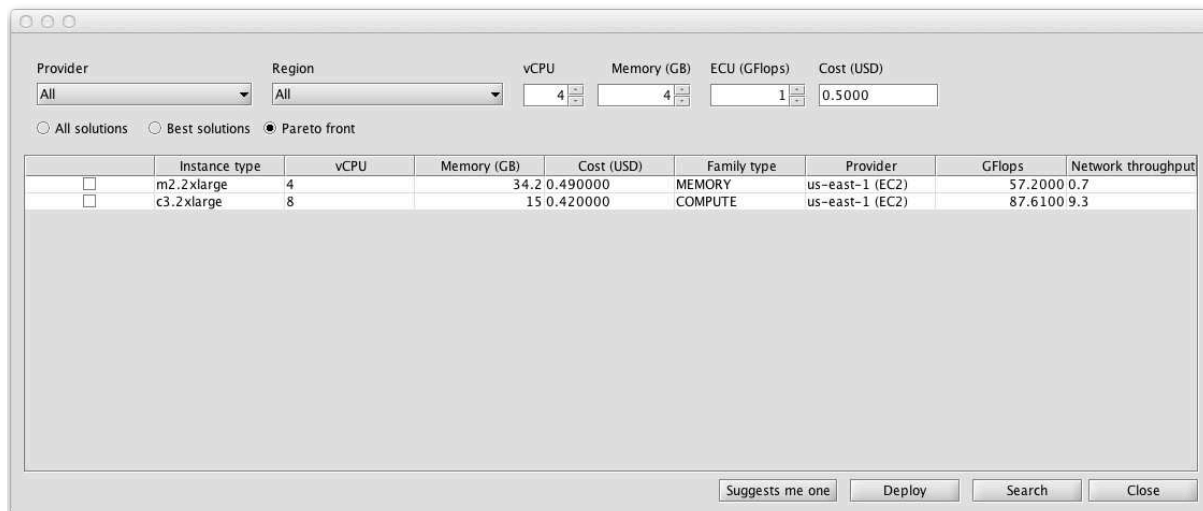 Provider Region vCPU Memory (GB) ECU (GFlops) Cost (USD)
All All 4 4 1 0.5000
All solutions Best solutions Pareto front
Instance type vCPU Memory (GB) Cost (USD) Family type Provider GFlops Network throughput
m2.2xlarge 4 34.2 0.490000 MEMORY us-east-1 (EC2) 57.2000 0.7
c3.2xlarge 8 15 0.420000 COMPUTE us-east-1 (EC2) 87.6100 9.3
Suggests me one Deploy Search Close